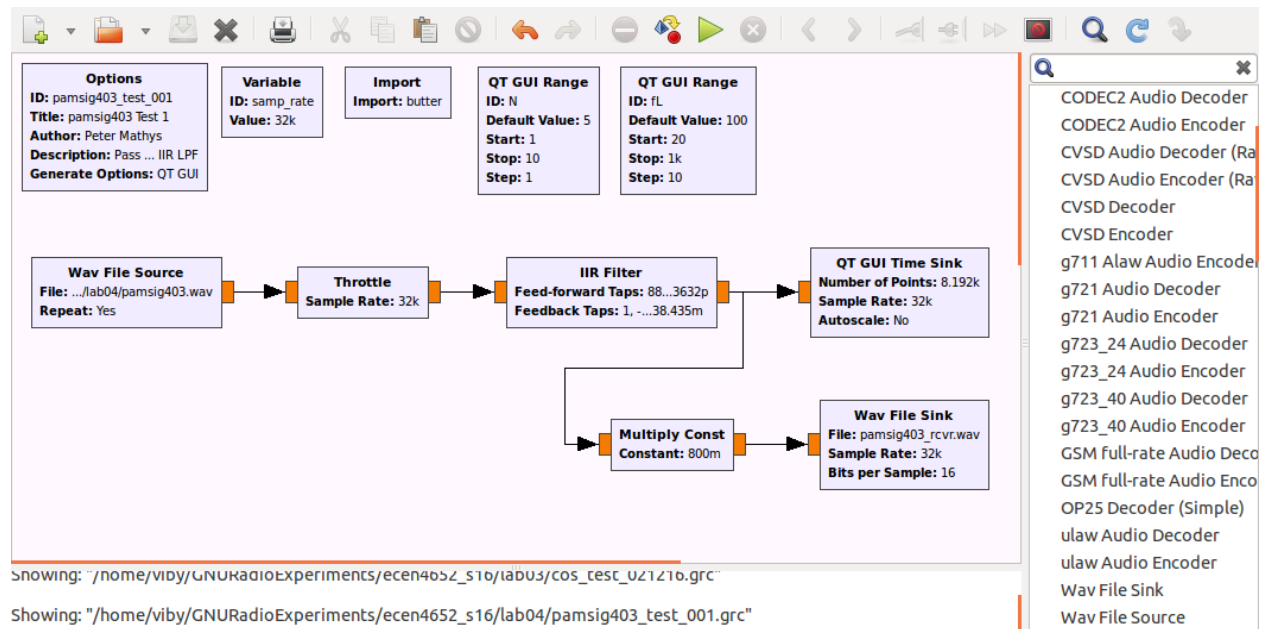 Options
ID: pamsig403_test_001
Title: pamsig403 Test 1
Author: Peter Mathys
Description: Pass ... IIR LPF
Generate Options: QT GUI
Variable
ID: samp_rate
Value: 32k
Import
Import: butter
QT GUI Range
ID: N
Default Value: 5
Start: 1
Stop: 10
Step: 1
QT GUI Range
ID: fL
Default Value: 100
Start: 20
Stop: 1k
Step: 10
Wav File Source
File: .../lab04/pamsig403.wav
Repeat: Yes
Throttle
Sample Rate: 32k
IIR Filter
Feed-forward Taps: 88...3632p
Feedback Taps: 1, -...38.435m
QT GUI Time Sink
Number of Points: 8.192k
Sample Rate: 32k
Autoscale: No
Multiply Const
Constant: 800m
Wav File Sink
File: pamsig403_rcvr.wav
Sample Rate: 32k
Bits per Sample: 16
CODEC2 Audio Decoder
CODEC2 Audio Encoder
CVSD Audio Decoder (Ra
CVSD Audio Encoder (Ra
CVSD Decoder
CVSD Encoder
g711 Alaw Audio Encode
g721 Audio Decoder
g721 Audio Encoder
g723_24 Audio Decoder
g723_24 Audio Encoder
g723_40 Audio Decoder
g723_40 Audio Encoder
GSM full-rate Audio Deco
GSM full-rate Audio Enco
OP25 Decoder (Simple)
ulaw Audio Decoder
ulaw Audio Encoder
Wav File Sink
Wav File Source
Showing: "/home/viby/GNURadioExperiments/ecen4652_s16/lab03/cos_test_021216.grc"
Showing: "/home/viby/GNURadioExperiments/ecen4652_s16/lab04/pamsig403_test_001.grc"